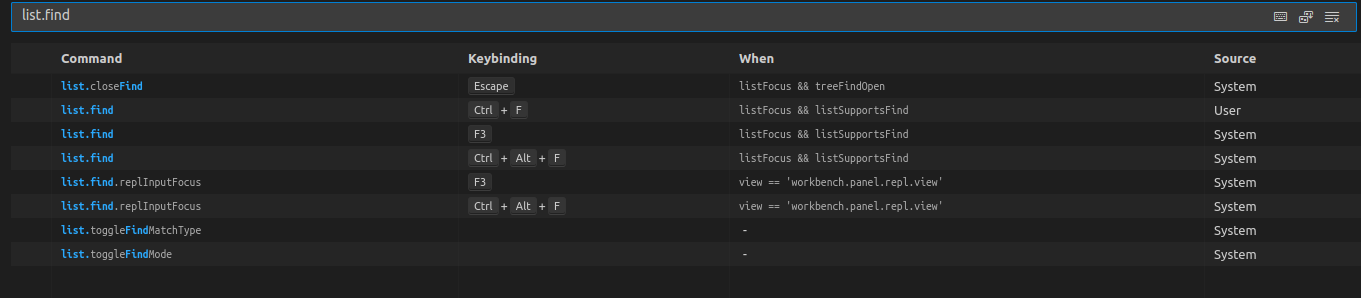 list.find
Command Keybinding When Source
list.closeFind Escape listFocus && treeFindOpen System
list.find Ctrl + F listFocus && listSupportsFind User
list.find F3 listFocus && listSupportsFind System
list.find Ctrl + Alt + F listFocus && listSupportsFind System
list.find.replInputFocus F3 view == 'workbench.panel.repl.view' System
list.find.replInputFocus Ctrl + Alt + F view == 'workbench.panel.repl.view' System
list.toggleFindMatchType - System
list.toggleFindMode - System